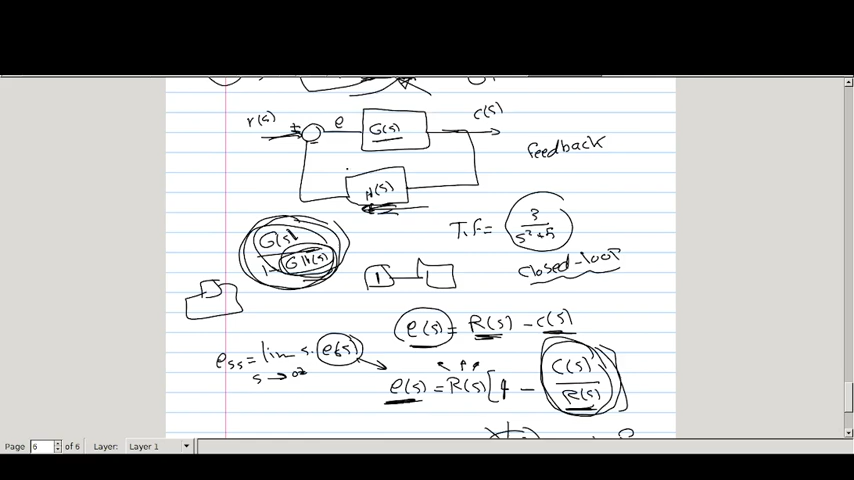 r(s) + e G(s) c(s)
feedback
H(s)
G(s)
1- GH(s)
T.F= 3
s²+5
closed-loop
1
e(s) = R(s) - C(s)
ess = lim s. e(s)
s → 0
e(s) = R(s) [1 - C(s)
R(s)
Page 6 of 6 Layer: Layer 1